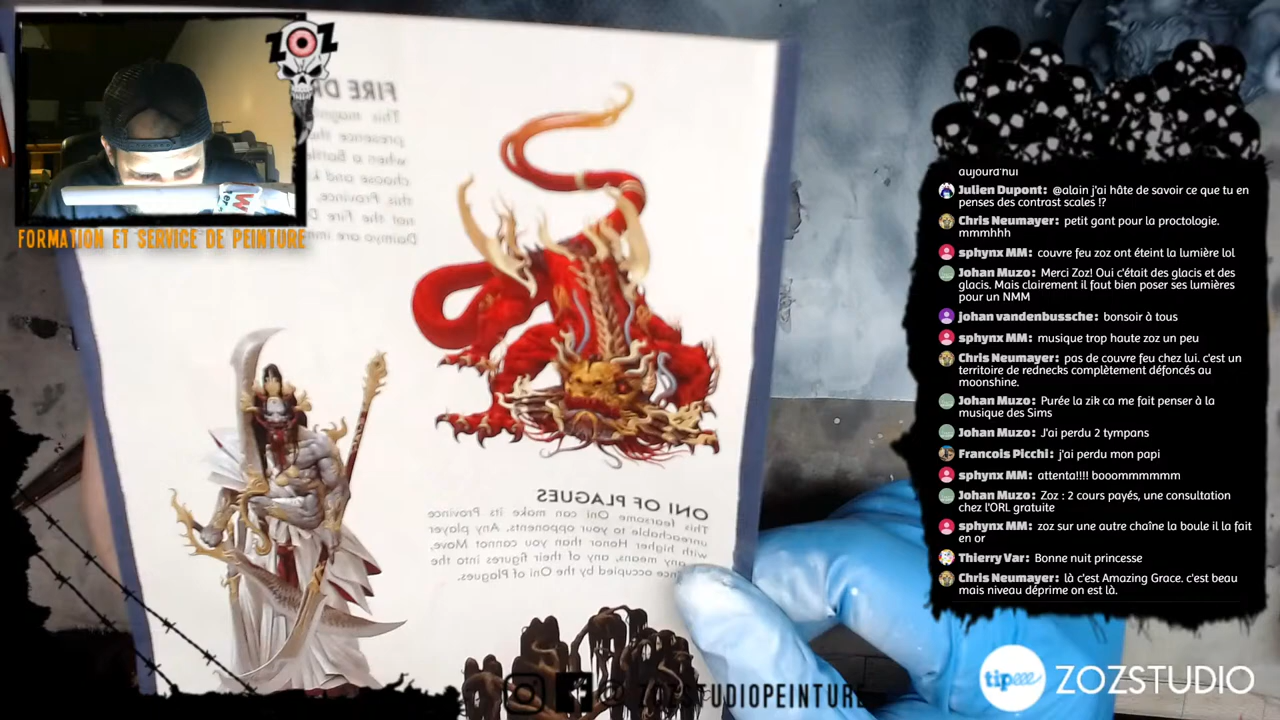 ZOZ
FORMATION ET SERVICE DE PEINTURE
FIRE DR
This magn
presence tha
when a Battle
choose and k
this Province.
not the Fire D
Daimyo are imm
ONI OF PLAGUES
This fearsome Oni can make its Province
unreachable to your opponents. Any player
with higher Honor than you cannot Move,
any means, any of their figures into the
nce occupied by the Oni of Plagues.
aujourd'hui
Julien Dupont: @alain j'ai hâte de savoir ce que tu en
penses des contrast scales !?
Chris Neumayer: petit gant pour la proctologie.
mmmhhh
sphynx MM: couvre feu zoz ont éteint la lumière lol
Johan Muzo: Merci Zoz! Oui c'était des glacis et des
glacis. Mais clairement il faut bien poser ses lumières
pour un NMM
johan vandenbussche: bonsoir à tous
sphynx MM: musique trop haute zoz un peu
Chris Neumayer: pas de couvre feu chez lui. c'est un
territoire de rednecks complètement défoncés au
moonshine.
Johan Muzo: Purée la zik ca me fait penser à la
musique des Sims
Johan Muzo: J'ai perdu 2 tympans
Francois Picchi: j'ai perdu mon papi
sphynx MM: attenta!!!! boommmmmm
Johan Muzo: Zoz : 2 cours payés, une consultation
chez l'ORL gratuite
sphynx MM: zoz sur une autre chaîne la boule il la fait
en or
Thierry Var: Bonne nuit princesse
Chris Neumayer: là c'est Amazing Grace. c'est beau
mais niveau déprime on est là.
@ZOZSTUDIOPEINTURE
tipeee ZOZSTUDIO